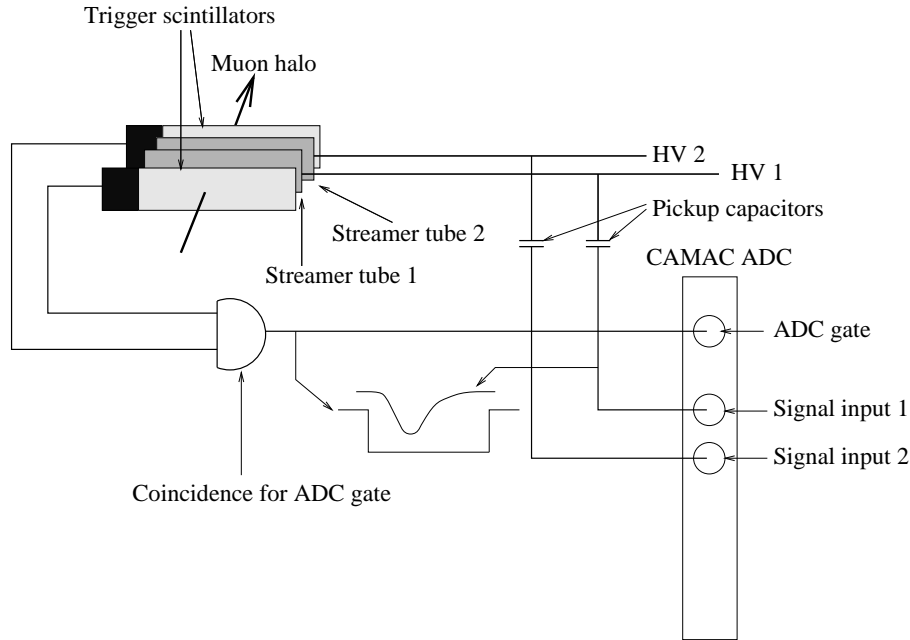 Trigger scintillators
Muon halo
HV 2
HV 1
Pickup capacitors
Streamer tube 2
Streamer tube 1
CAMAC ADC
ADC gate
Signal input 1
Signal input 2
Coincidence for ADC gate